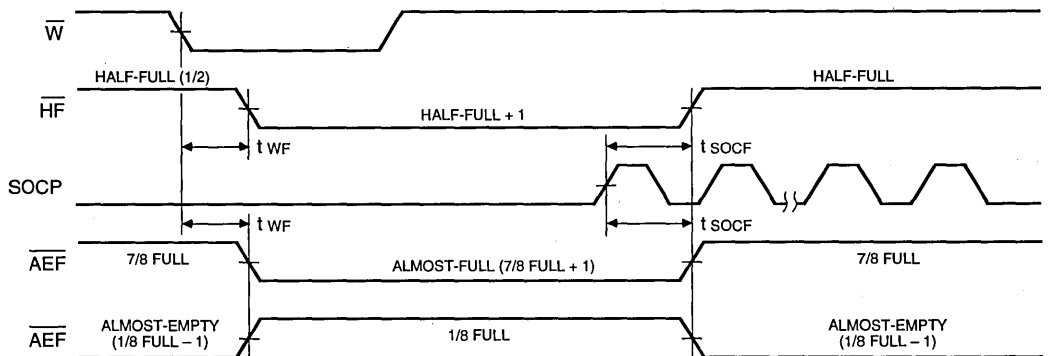 W
HALF-FULL (1/2)
HALF-FULL
HF
HALF-FULL + 1
t WF
t SOCF
SOCP
t WF
t SOCF
AEF
7/8 FULL
ALMOST-FULL (7/8 FULL + 1)
7/8 FULL
AEF
ALMOST-EMPTY
(1/8 FULL – 1)
1/8 FULL
ALMOST-EMPTY
(1/8 FULL – 1)